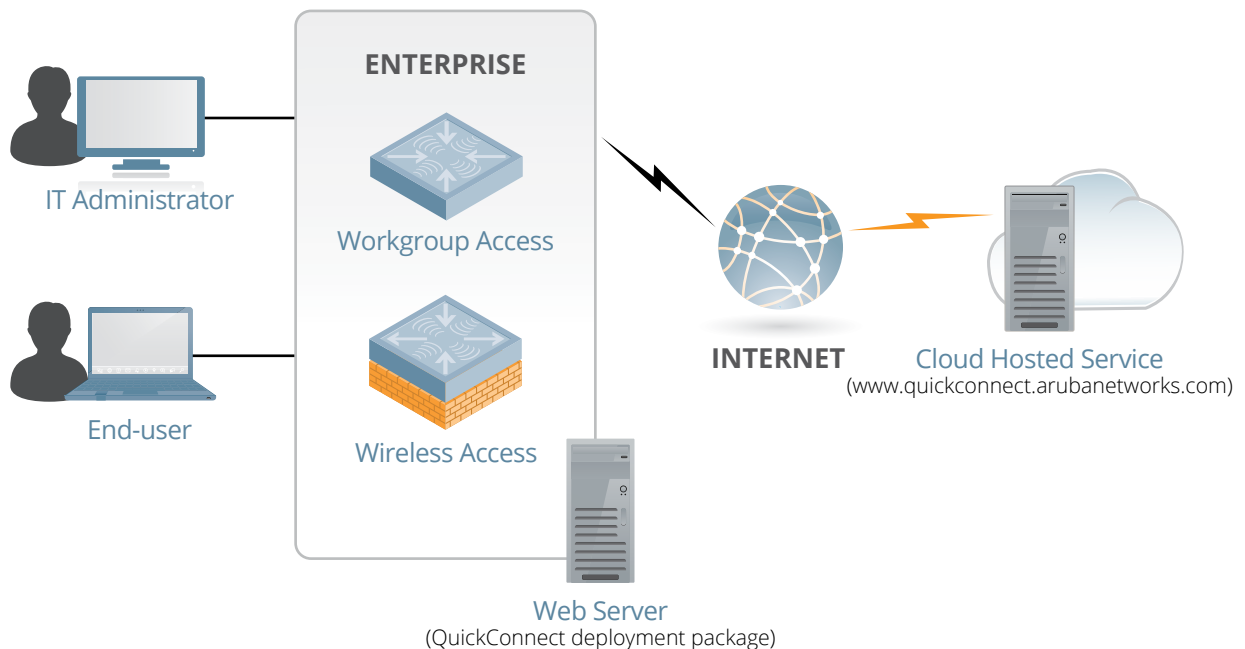 ENTERPRISE
IT Administrator
Workgroup Access
End-user
Wireless Access
INTERNET
Cloud Hosted Service
(www.quickconnect.arubanetworks.com)
Web Server
(QuickConnect deployment package)